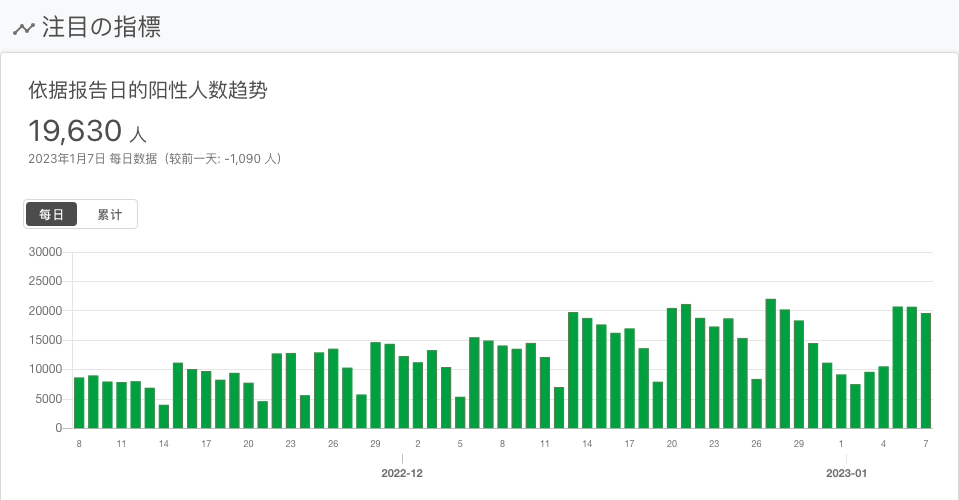 注目の指標
依据报告日的阳性人数趋势
19,630 人
2023年1月7日 每日数据（较前一天: -1,090 人）
每日 累计
30000
25000
20000
15000
10000
5000
0
8 11 14 17 20 23 26 29 2 5 8 11 14 17 20 23 26 29 1 4 7
2022-12 2023-01